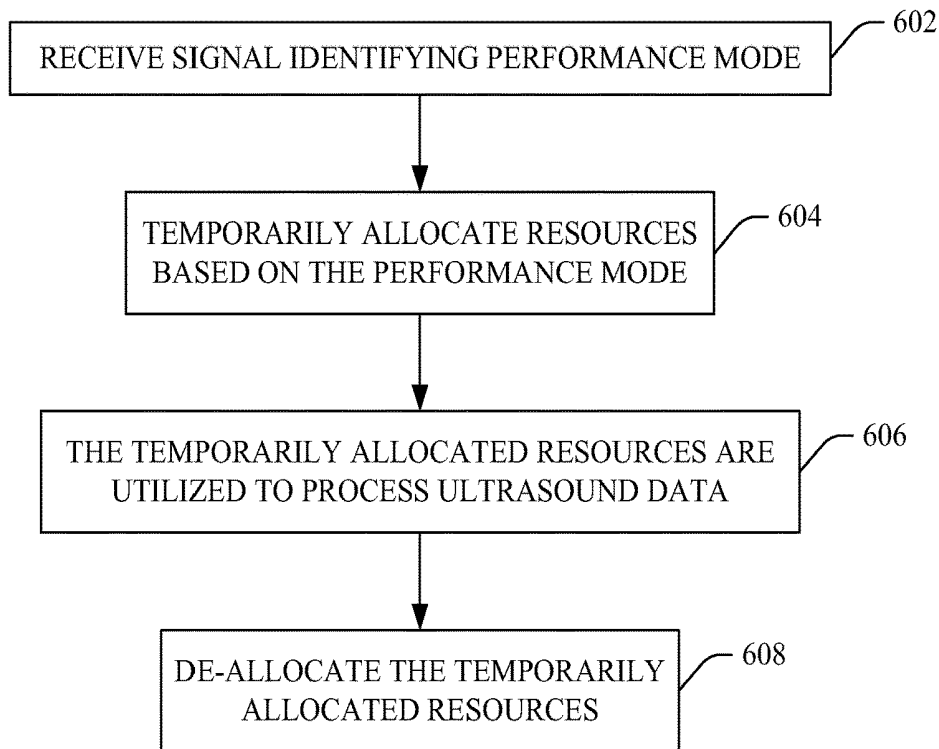 602
RECEIVE SIGNAL IDENTIFYING PERFORMANCE MODE
604
TEMPORARILY ALLOCATE RESOURCES
BASED ON THE PERFORMANCE MODE
606
THE TEMPORARILY ALLOCATED RESOURCES ARE
UTILIZED TO PROCESS ULTRASOUND DATA
608
DE-ALLOCATE THE TEMPORARILY
ALLOCATED RESOURCES